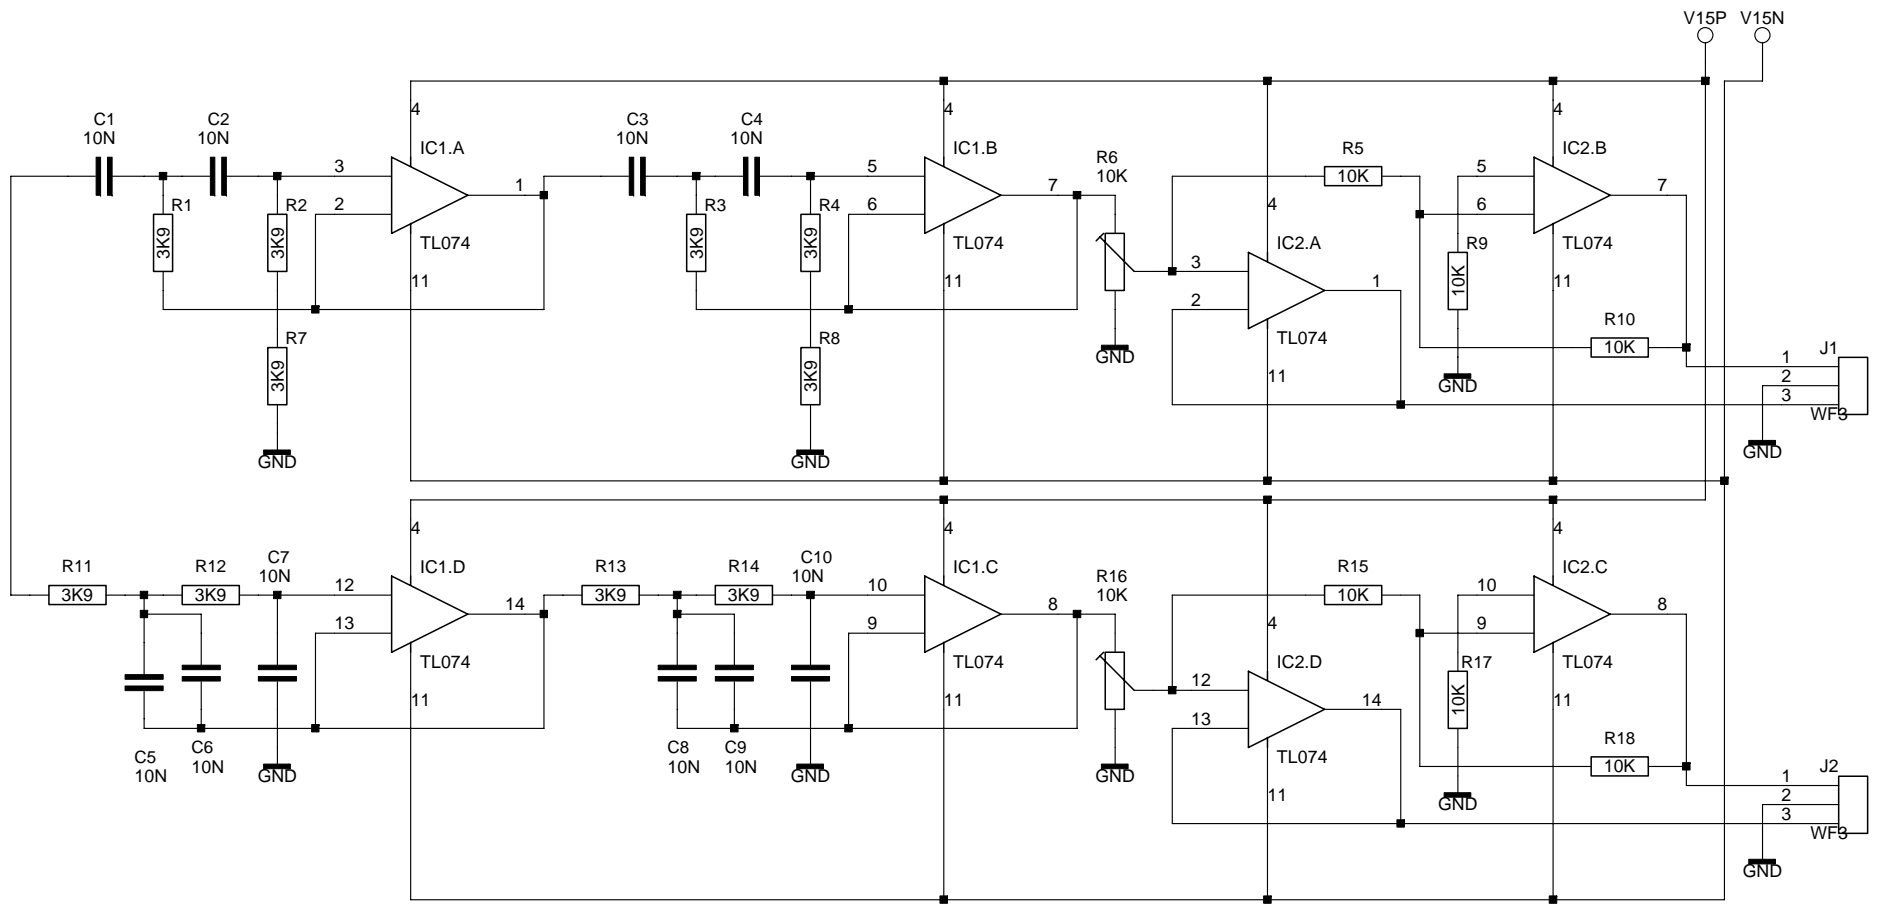 V15P V15N
C1
10N
C2
10N
4
IC1.A
3
1
2
R1
3K9
R2
3K9
TL074
11
R7
3K9
GND
C3
10N
C4
10N
4
IC1.B
5
7
6
R3
3K9
R4
3K9
TL074
11
R8
3K9
GND
R6
10K
GND
4
IC2.A
3
1
2
TL074
11
R5
10K
4
IC2.B
5
7
6
R9
10K
TL074
11
GND
R10
10K
J1
1
2
3
WF3
GND
R11
3K9
R12
3K9
C7
10N
4
IC1.D
12
14
13
TL074
11
C5
10N
C6
10N
GND
R13
3K9
R14
3K9
C10
10N
4
IC1.C
10
8
9
TL074
11
C8
10N
C9
10N
GND
R16
10K
GND
4
IC2.D
12
14
13
TL074
11
R15
10K
4
IC2.C
10
8
9
R17
10K
TL074
11
GND
R18
10K
J2
1
2
3
WF3
GND